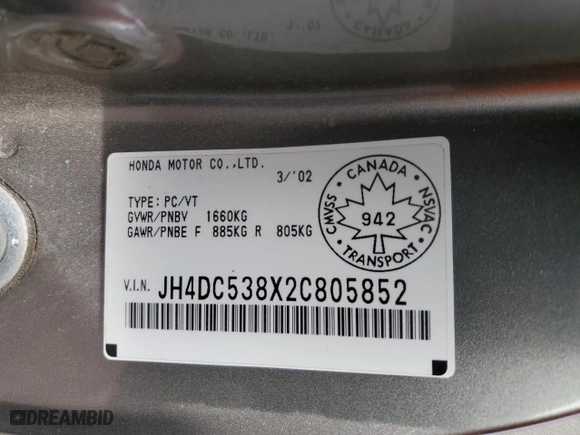 HONDA MOTOR CO.,LTD.
3/'02
TYPE: PC/VT
GVWR/PNBV 1660KG
GAWR/PNBE F 885KG R 805KG
CANADA
CMVSS
NSVAC
942
TRANSPORT
V.I.N. JH4DC538X2C805852
DREAMBID